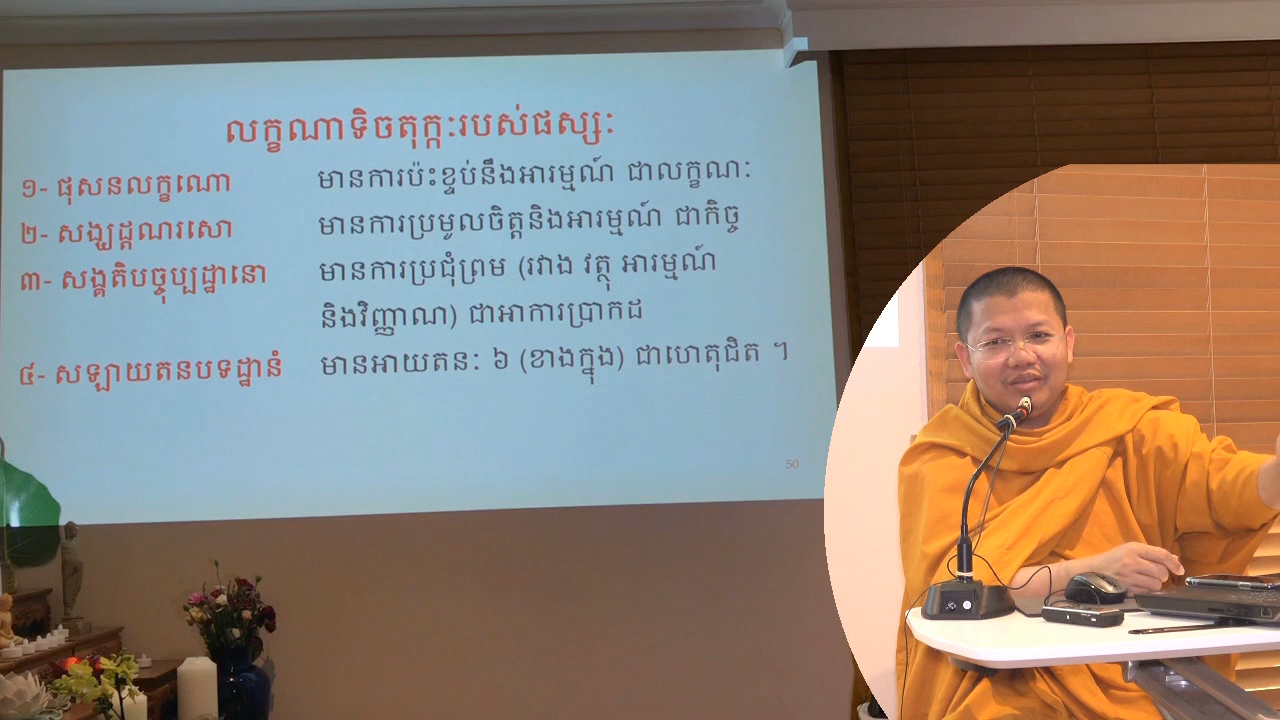 លក្ខណាទិចតុក្កៈរបស់ផស្សៈ
១- ផុសនលក្ខណោ មានការប៉ះខ្ទប់នឹងអារម្មណ៍ ជាលក្ខណៈ
២- សង្ឃដ្តណរសោ មានការប្រមូលចិត្តនិងអារម្មណ៍ ជាកិច្ច
៣- សង្គតិបច្ចុប្បដ្ឋានោ មានការប្រជុំព្រម (រវាង វត្ថុ អារម្មណ៍
និងវិញ្ញាណ) ជាអាការប្រាកដ
៤- សឡាយតនបទដ្ឋានំ មានអាយតនៈ ៦ (ខាងក្នុង) ជាហេតុជិត ។
50